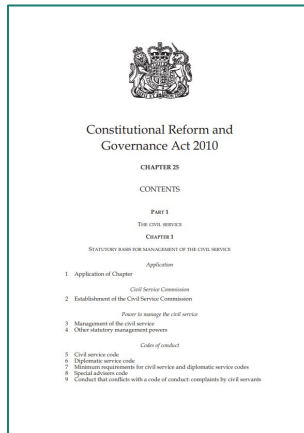 Constitutional Reform and
Governance Act 2010
CHAPTER 25
CONTENTS
PART 1
THE CIVIL SERVICE
CHAPTER 1
STATUTORY BASIS FOR MANAGEMENT OF THE CIVIL SERVICE
Application
1 Application of Chapter
Civil Service Commission
2 Establishment of the Civil Service Commission
Power to manage the civil service
3 Management of the civil service
4 Other statutory management powers
Codes of conduct
5 Civil service code
6 Diplomatic service code
7 Minimum requirements for civil service and diplomatic service codes
8 Special advisers code
9 Conduct that conflicts with a code of conduct: complaints by civil servants